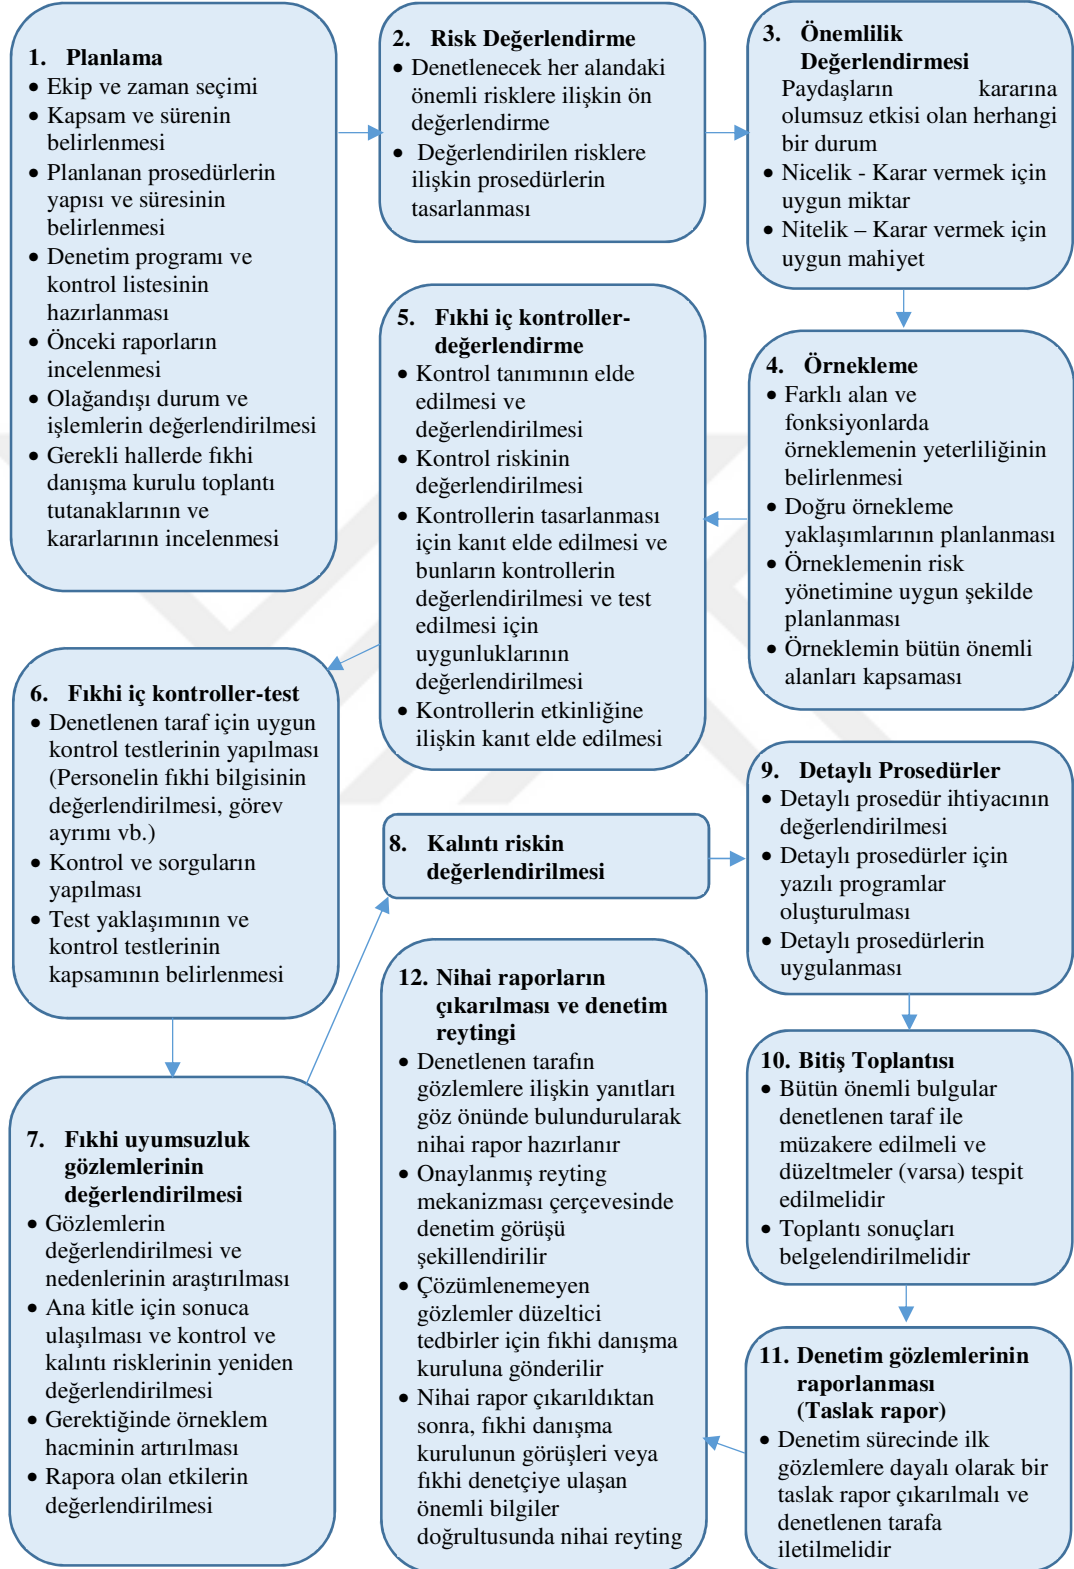 1. Planlama
• Ekip ve zaman seçimi
• Kapsam ve sürenin
belirlenmesi
• Planlanan prosedürlerin
yapısı ve süresinin
belirlenmesi
• Denetim programı ve
kontrol listesinin
hazırlanması
• Önceki raporların
incelenmesi
• Olağandışı durum ve
işlemlerin değerlendirilmesi
• Gerekli hallerde fıkhi
danışma kurulu toplantı
tutanaklarının ve
kararlarının incelenmesi
2. Risk Değerlendirme
• Denetlenecek her alandaki
önemli risklere ilişkin ön
değerlendirme
• Değerlendirilen risklere
ilişkin prosedürlerin
tasarlanması
3. Önemlilik
Değerlendirmesi
Paydaşların kararına
olumsuz etkisi olan herhangi
bir durum
• Nicelik - Karar vermek için
uygun miktar
• Nitelik – Karar vermek için
uygun mahiyet
4. Örnekleme
• Farklı alan ve
fonksiyonlarda
örneklemenin yeterliliğinin
belirlenmesi
• Doğru örnekleme
yaklaşımlarının planlanması
• Örneklemenin risk
yönetimine uygun şekilde
planlanması
• Örneklemin bütün önemli
alanları kapsaması
5. Fıkhi iç kontroller-
değerlendirme
• Kontrol tanımının elde
edilmesi ve
değerlendirilmesi
• Kontrol riskinin
değerlendirilmesi
• Kontrollerin tasarlanması
için kanıt elde edilmesi ve
bunların kontrollerin
değerlendirilmesi ve test
edilmesi için
uygunluklarının
değerlendirilmesi
• Kontrollerin etkinliğine
ilişkin kanıt elde edilmesi
6. Fıkhi iç kontroller-test
• Denetlenen taraf için uygun
kontrol testlerinin yapılması
(Personelin fıkhi bilgisinin
değerlendirilmesi, görev
ayrımı vb.)
• Kontrol ve sorguların
yapılması
• Test yaklaşımının ve
kontrol testlerinin
kapsamının belirlenmesi
7. Fıkhi uyumsuzluk
gözlemlerinin
değerlendirilmesi
• Gözlemlerin
değerlendirilmesi ve
nedenlerinin araştırılması
• Ana kitle için sonuca
ulaşılması ve kontrol ve
kalıntı risklerinin yeniden
değerlendirilmesi
• Gerektiğinde örneklem
hacminin artırılması
• Rapora olan etkilerin
değerlendirilmesi
8. Kalıntı riskin
değerlendirilmesi
9. Detaylı Prosedürler
• Detaylı prosedür ihtiyacının
değerlendirilmesi
• Detaylı prosedürler için
yazılı programlar
oluşturulması
• Detaylı prosedürlerin
uygulanması
10. Bitiş Toplantısı
• Bütün önemli bulgular
denetlenen taraf ile
müzakere edilmeli ve
düzeltmeler (varsa) tespit
edilmelidir
• Toplantı sonuçları
belgelendirilmelidir
11. Denetim gözlemlerinin
raporlanması
(Taslak rapor)
• Denetim sürecinde ilk
gözlemlere dayalı olarak bir
taslak rapor çıkarılmalı ve
denetlenen tarafa
iletilmelidir
12. Nihai raporların
çıkarılması ve denetim
reytingi
• Denetlenen tarafın
gözlemlere ilişkin yanıtları
göz önünde bulundurularak
nihai rapor hazırlanır
• Onaylanmış reyting
mekanizması çerçevesinde
denetim görüşü
şekillendirilir
• Çözümlenemeyen
gözlemler düzeltici
tedbirler için fıkhi danışma
kuruluna gönderilir
• Nihai rapor çıkarıldıktan
sonra, fıkhi danışma
kurulunun görüşleri veya
fıkhi denetçiye ulaşan
önemli bilgiler
doğrultusunda nihai reyting